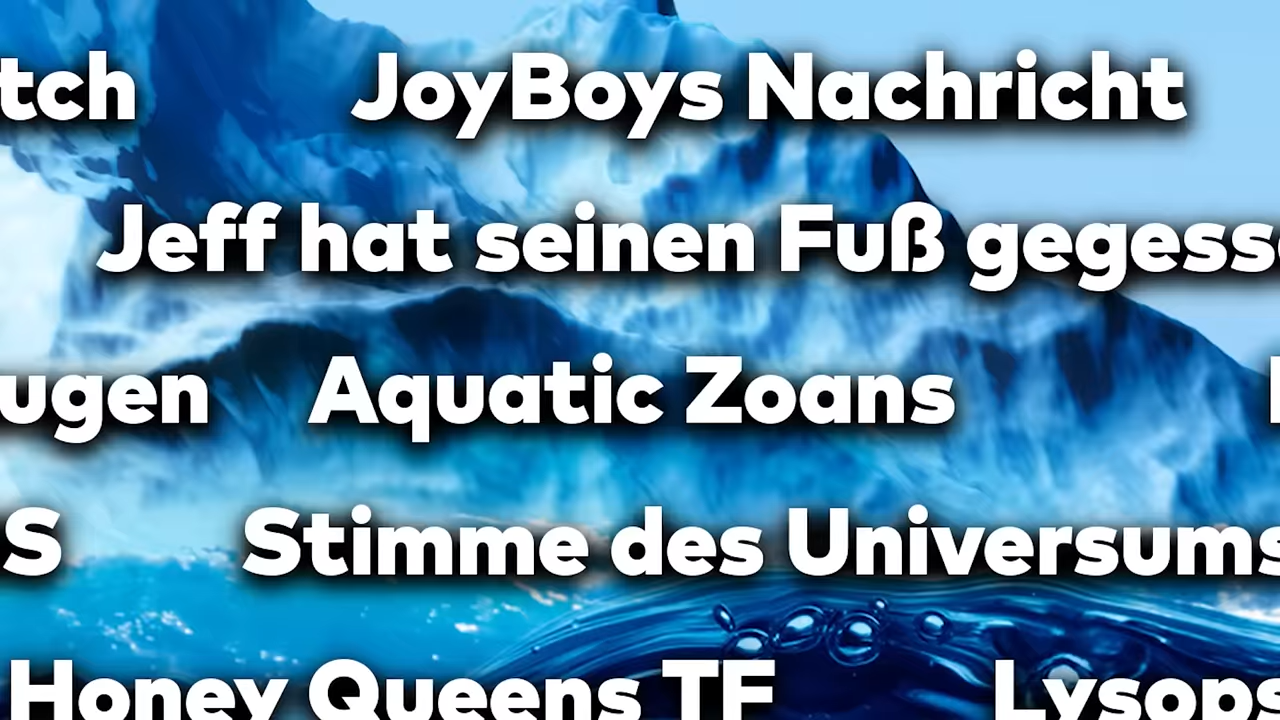 tch JoyBoys Nachricht
Jeff hat seinen Fuß gegess
ugen Aquatic Zoans
S Stimme des Universums
Honey Queens TF Lysops